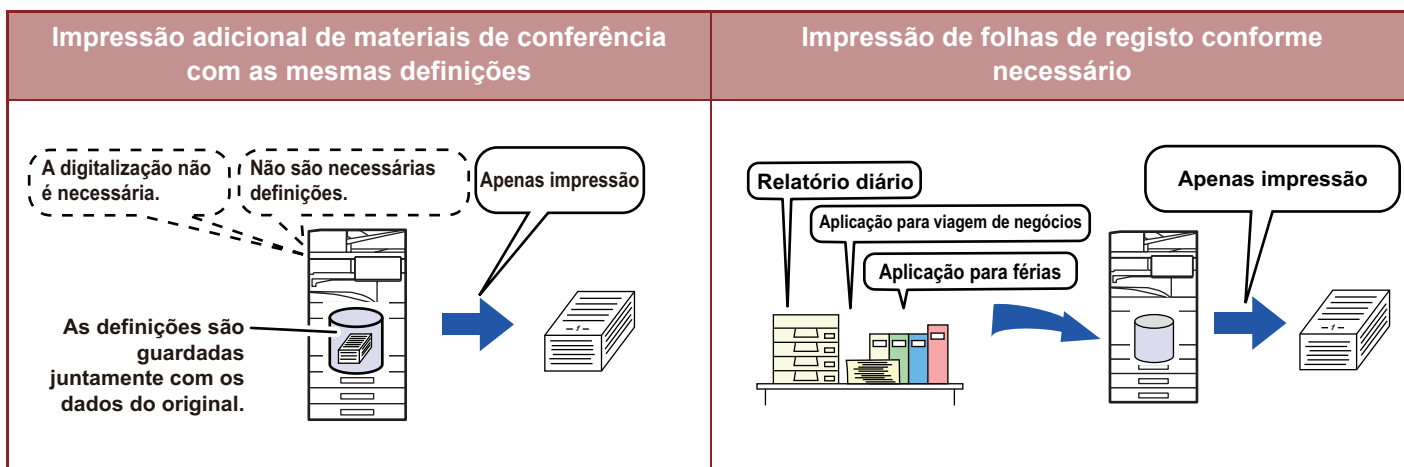 Impressão adicional de materiais de conferência
com as mesmas definições
Impressão de folhas de registo conforme
necessário
A digitalização não
é necessária.
Não são necessárias
definições.
Apenas impressão
As definições são
guardadas
juntamente com os
dados do original.
-1-
Relatório diário
Aplicação para viagem de negócios
Aplicação para férias
Apenas impressão
-1-